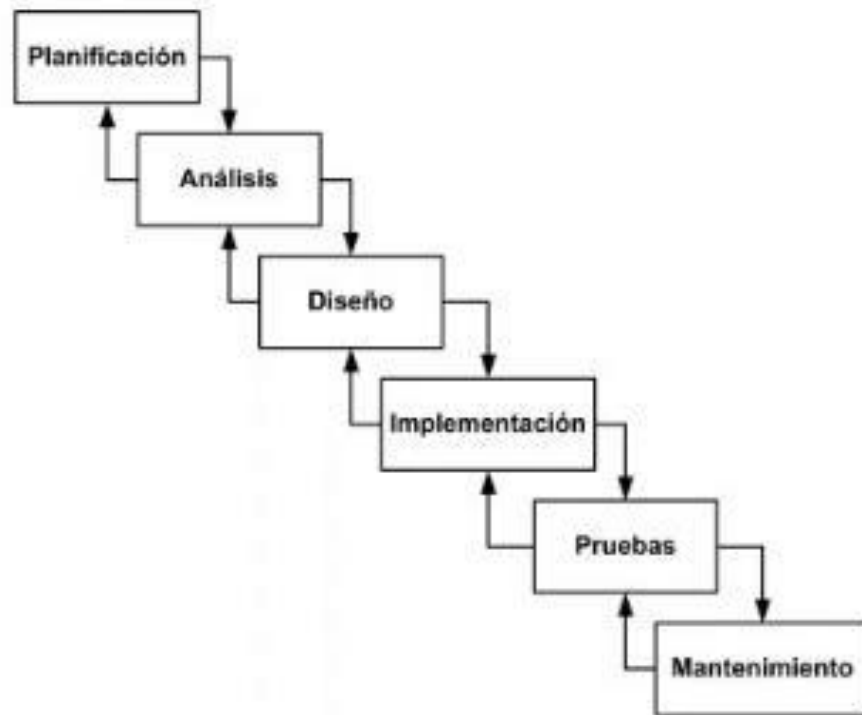 Planificación
Análisis
Diseño
Implementación
Pruebas
Mantenimiento